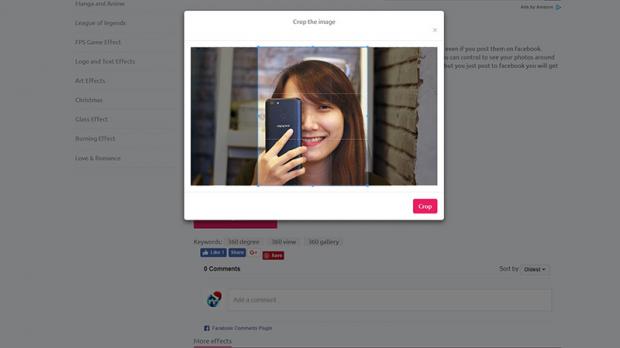 Manga and Anime
League of legends
FPS Game Effect
Logo and Text Effects
Art Effects
Christmas
Glass Effect
Burning Effect
Love & Romance
Ads by Amazon
Crop the image
×
even if you post them on facebook.
ou can control to see your photos around
but you just post to facebook you will get
oppo
Crop
Keywords: 360 degree 360 view 360 gallery
Like 1 Share G+ Save
0 Comments
Sort by Oldest
Add a comment...
Facebook Comments Plugin
More effects